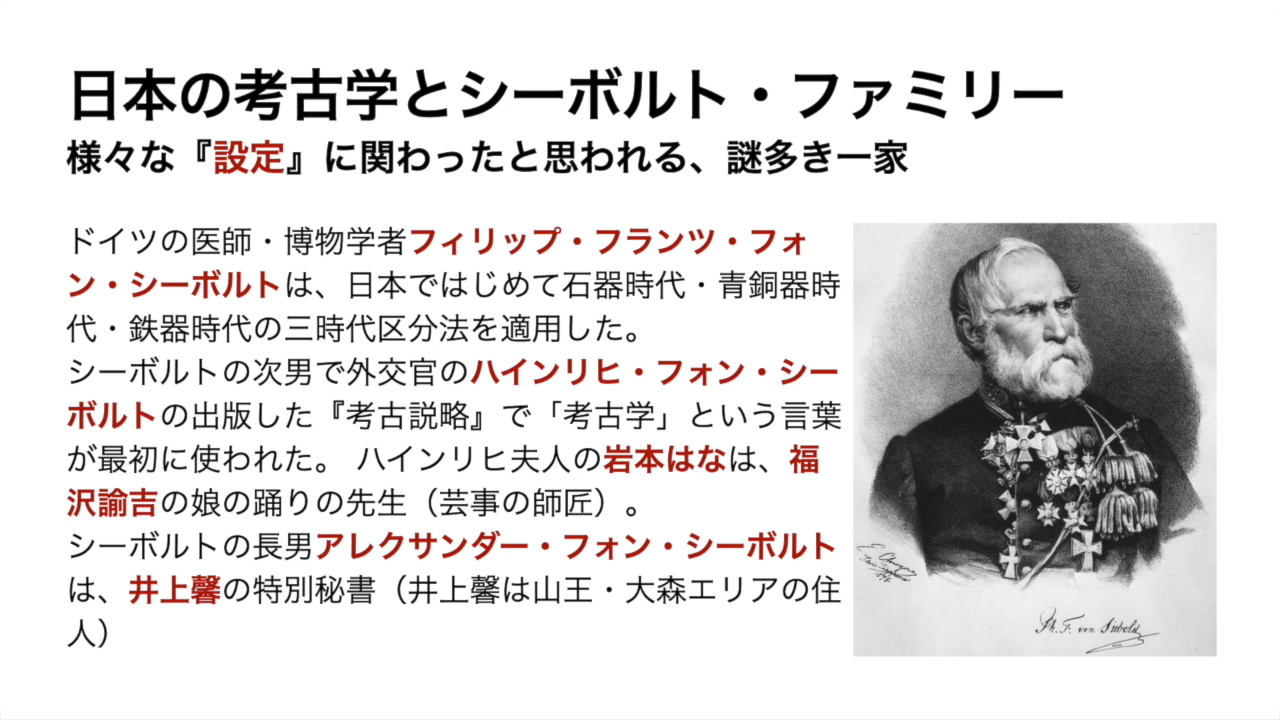 日本の考古学とシーボルト・ファミリー
様々な『設定』に関わったと思われる、謎多き一家
ドイツの医師・博物学者フィリップ・フランツ・フォ
ン・シーボルトは、日本ではじめて石器時代・青銅器時
代・鉄器時代の三時代区分法を適用した。
シーボルトの次男で外交官のハインリヒ・フォン・シー
ボルトの出版した『考古説略』で「考古学」という言葉
が最初に使われた。 ハインリヒ夫人の岩本はなは、福
沢諭吉の娘の踊りの先生（芸事の師匠）。
シーボルトの長男アレクサンダー・フォン・シーボルト
は、井上馨の特別秘書（井上馨は山王・大森エリアの住
人）
Ph. F. von Siebold